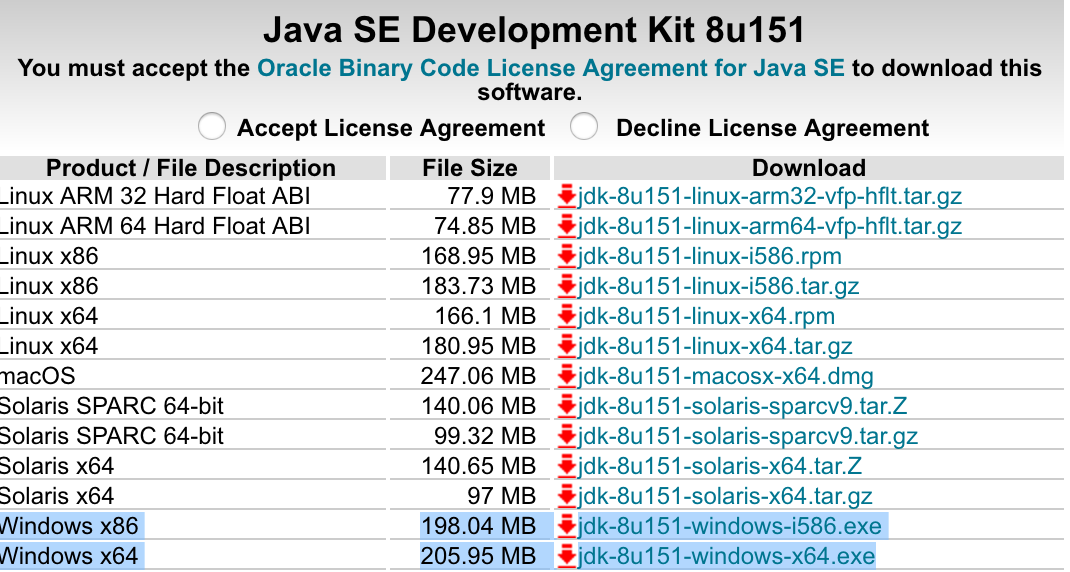 Java SE Development Kit 8u151
You must accept the Oracle Binary Code License Agreement for Java SE to download this
software.
Accept License Agreement Decline License Agreement
Product / File Description File Size Download
Linux ARM 32 Hard Float ABI 77.9 MB jdk-8u151-linux-arm32-vfp-hflt.tar.gz
Linux ARM 64 Hard Float ABI 74.85 MB jdk-8u151-linux-arm64-vfp-hflt.tar.gz
Linux x86 168.95 MB jdk-8u151-linux-i586.rpm
Linux x86 183.73 MB jdk-8u151-linux-i586.tar.gz
Linux x64 166.1 MB jdk-8u151-linux-x64.rpm
Linux x64 180.95 MB jdk-8u151-linux-x64.tar.gz
macOS 247.06 MB jdk-8u151-macosx-x64.dmg
Solaris SPARC 64-bit 140.06 MB jdk-8u151-solaris-sparcv9.tar.Z
Solaris SPARC 64-bit 99.32 MB jdk-8u151-solaris-sparcv9.tar.gz
Solaris x64 140.65 MB jdk-8u151-solaris-x64.tar.Z
Solaris x64 97 MB jdk-8u151-solaris-x64.tar.gz
Windows x86 198.04 MB jdk-8u151-windows-i586.exe
Windows x64 205.95 MB jdk-8u151-windows-x64.exe